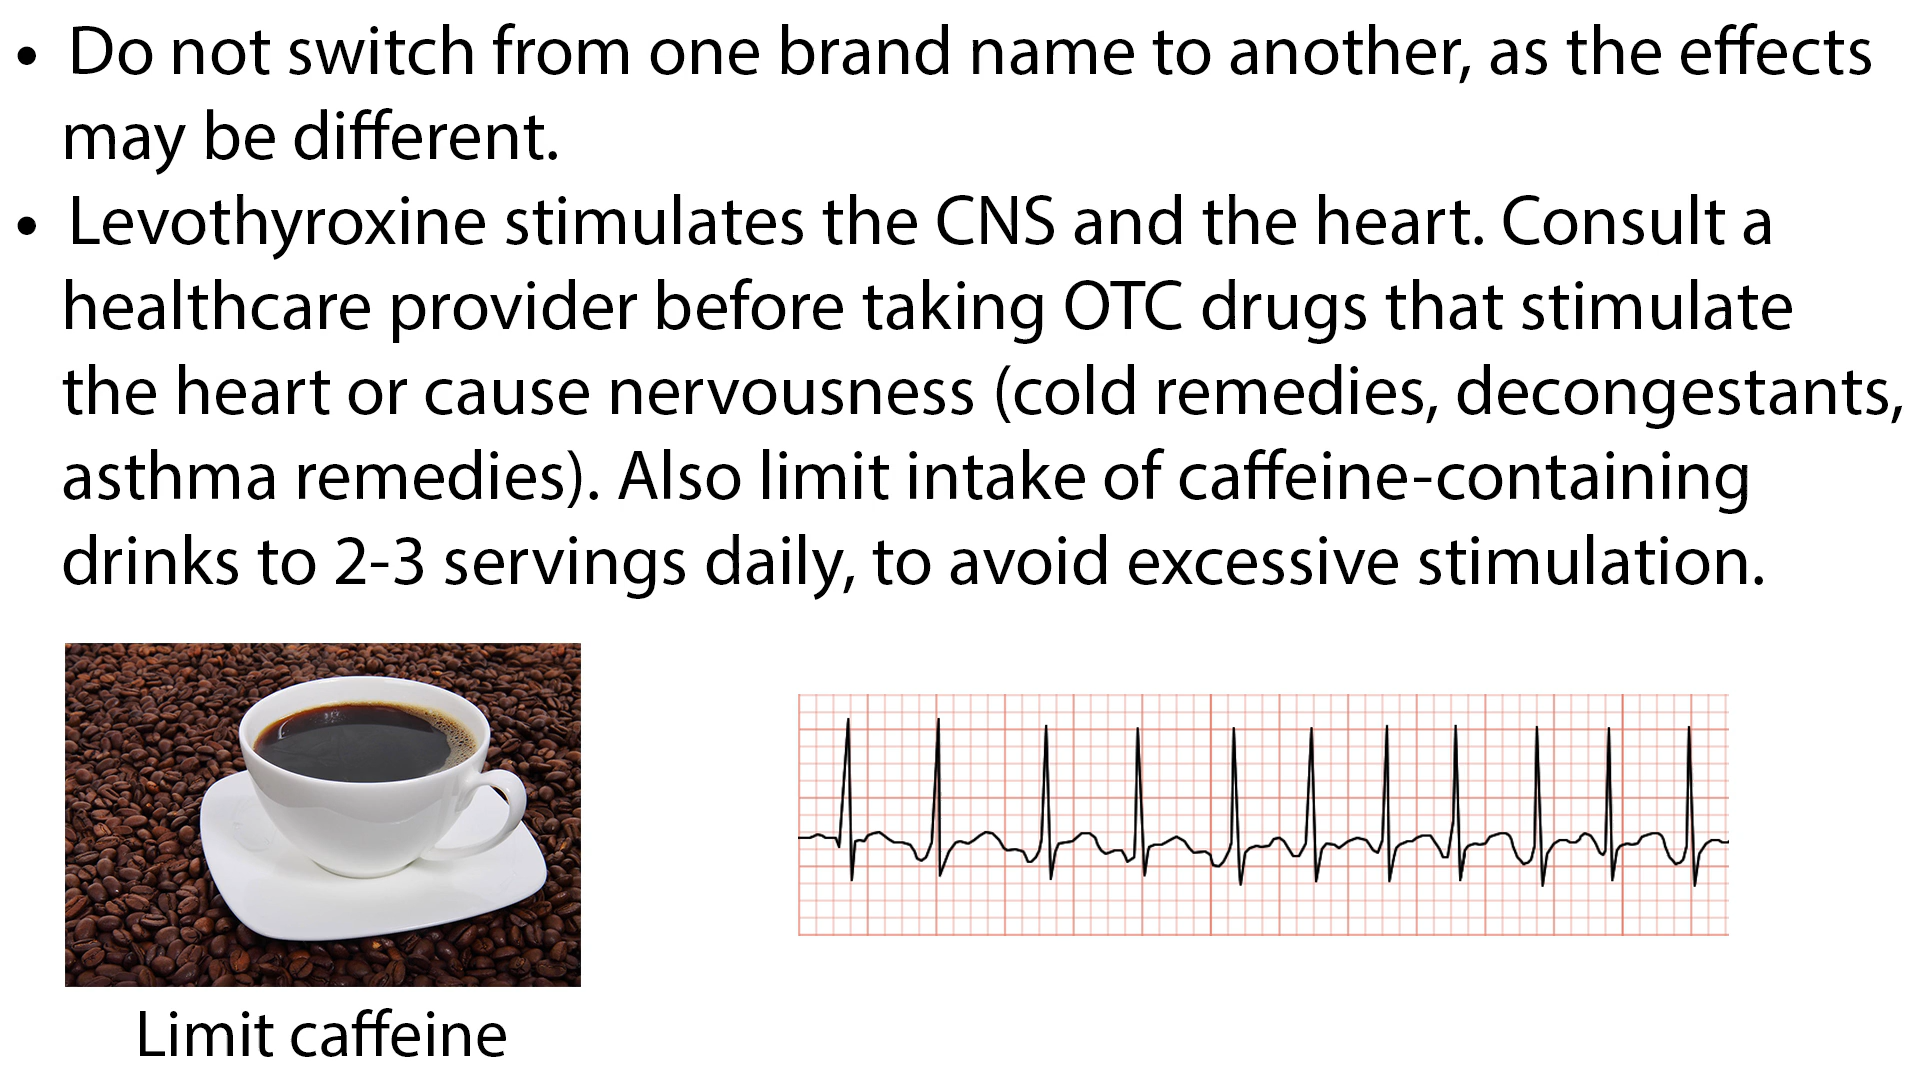 • Do not switch from one brand name to another, as the effects
may be different.
• Levothyroxine stimulates the CNS and the heart. Consult a
healthcare provider before taking OTC drugs that stimulate
the heart or cause nervousness (cold remedies, decongestants,
asthma remedies). Also limit intake of caffeine-containing
drinks to 2-3 servings daily, to avoid excessive stimulation.
Limit caffeine